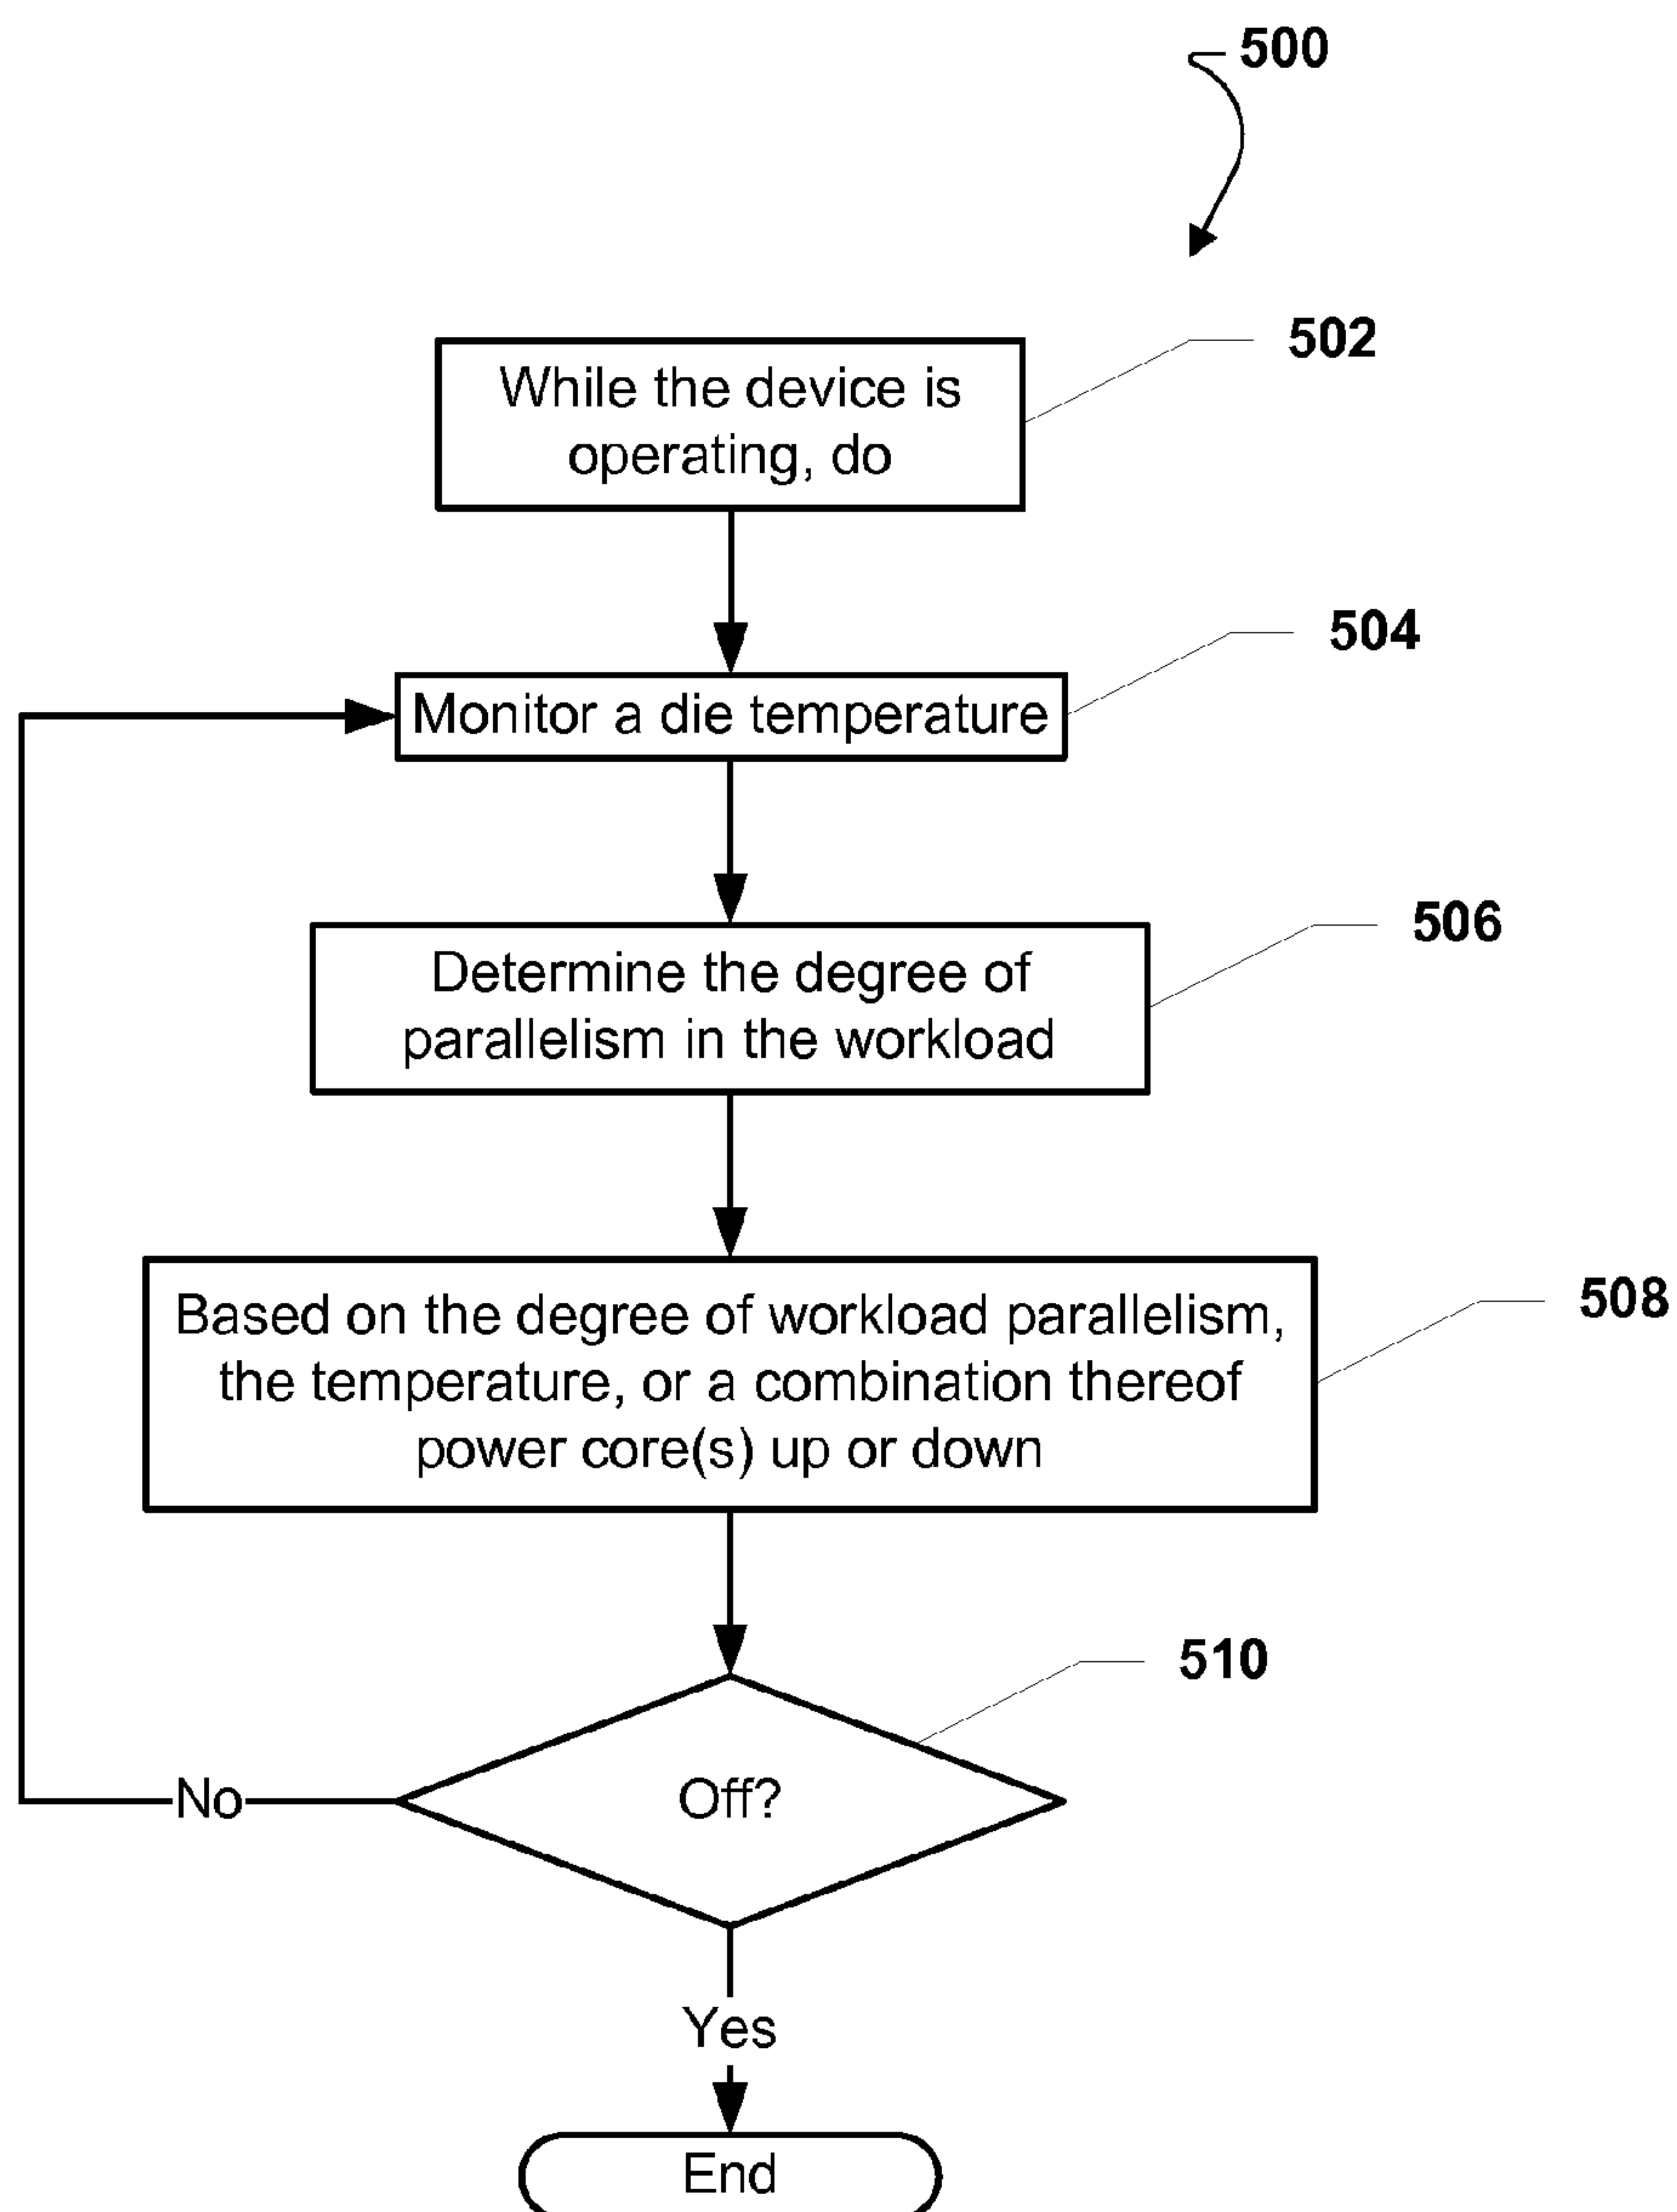 500
502
While the device is
operating, do
504
Monitor a die temperature
506
Determine the degree of
parallelism in the workload
508
Based on the degree of workload parallelism,
the temperature, or a combination thereof
power core(s) up or down
510
Off?
No
Yes
End